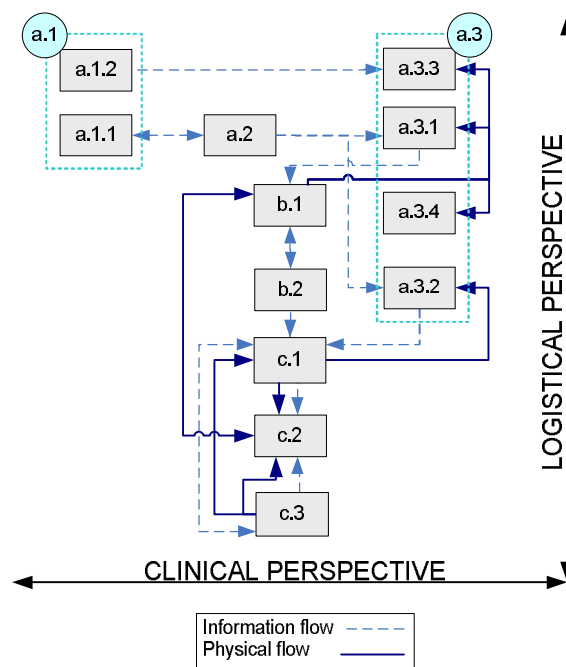 a.1
a.3
a.1.2
a.3.3
a.1.1
a.2
a.3.1
b.1
a.3.4
b.2
a.3.2
c.1
c.2
c.3
LOGISTICAL PERSPECTIVE
CLINICAL PERSPECTIVE
Information flow
Physical flow